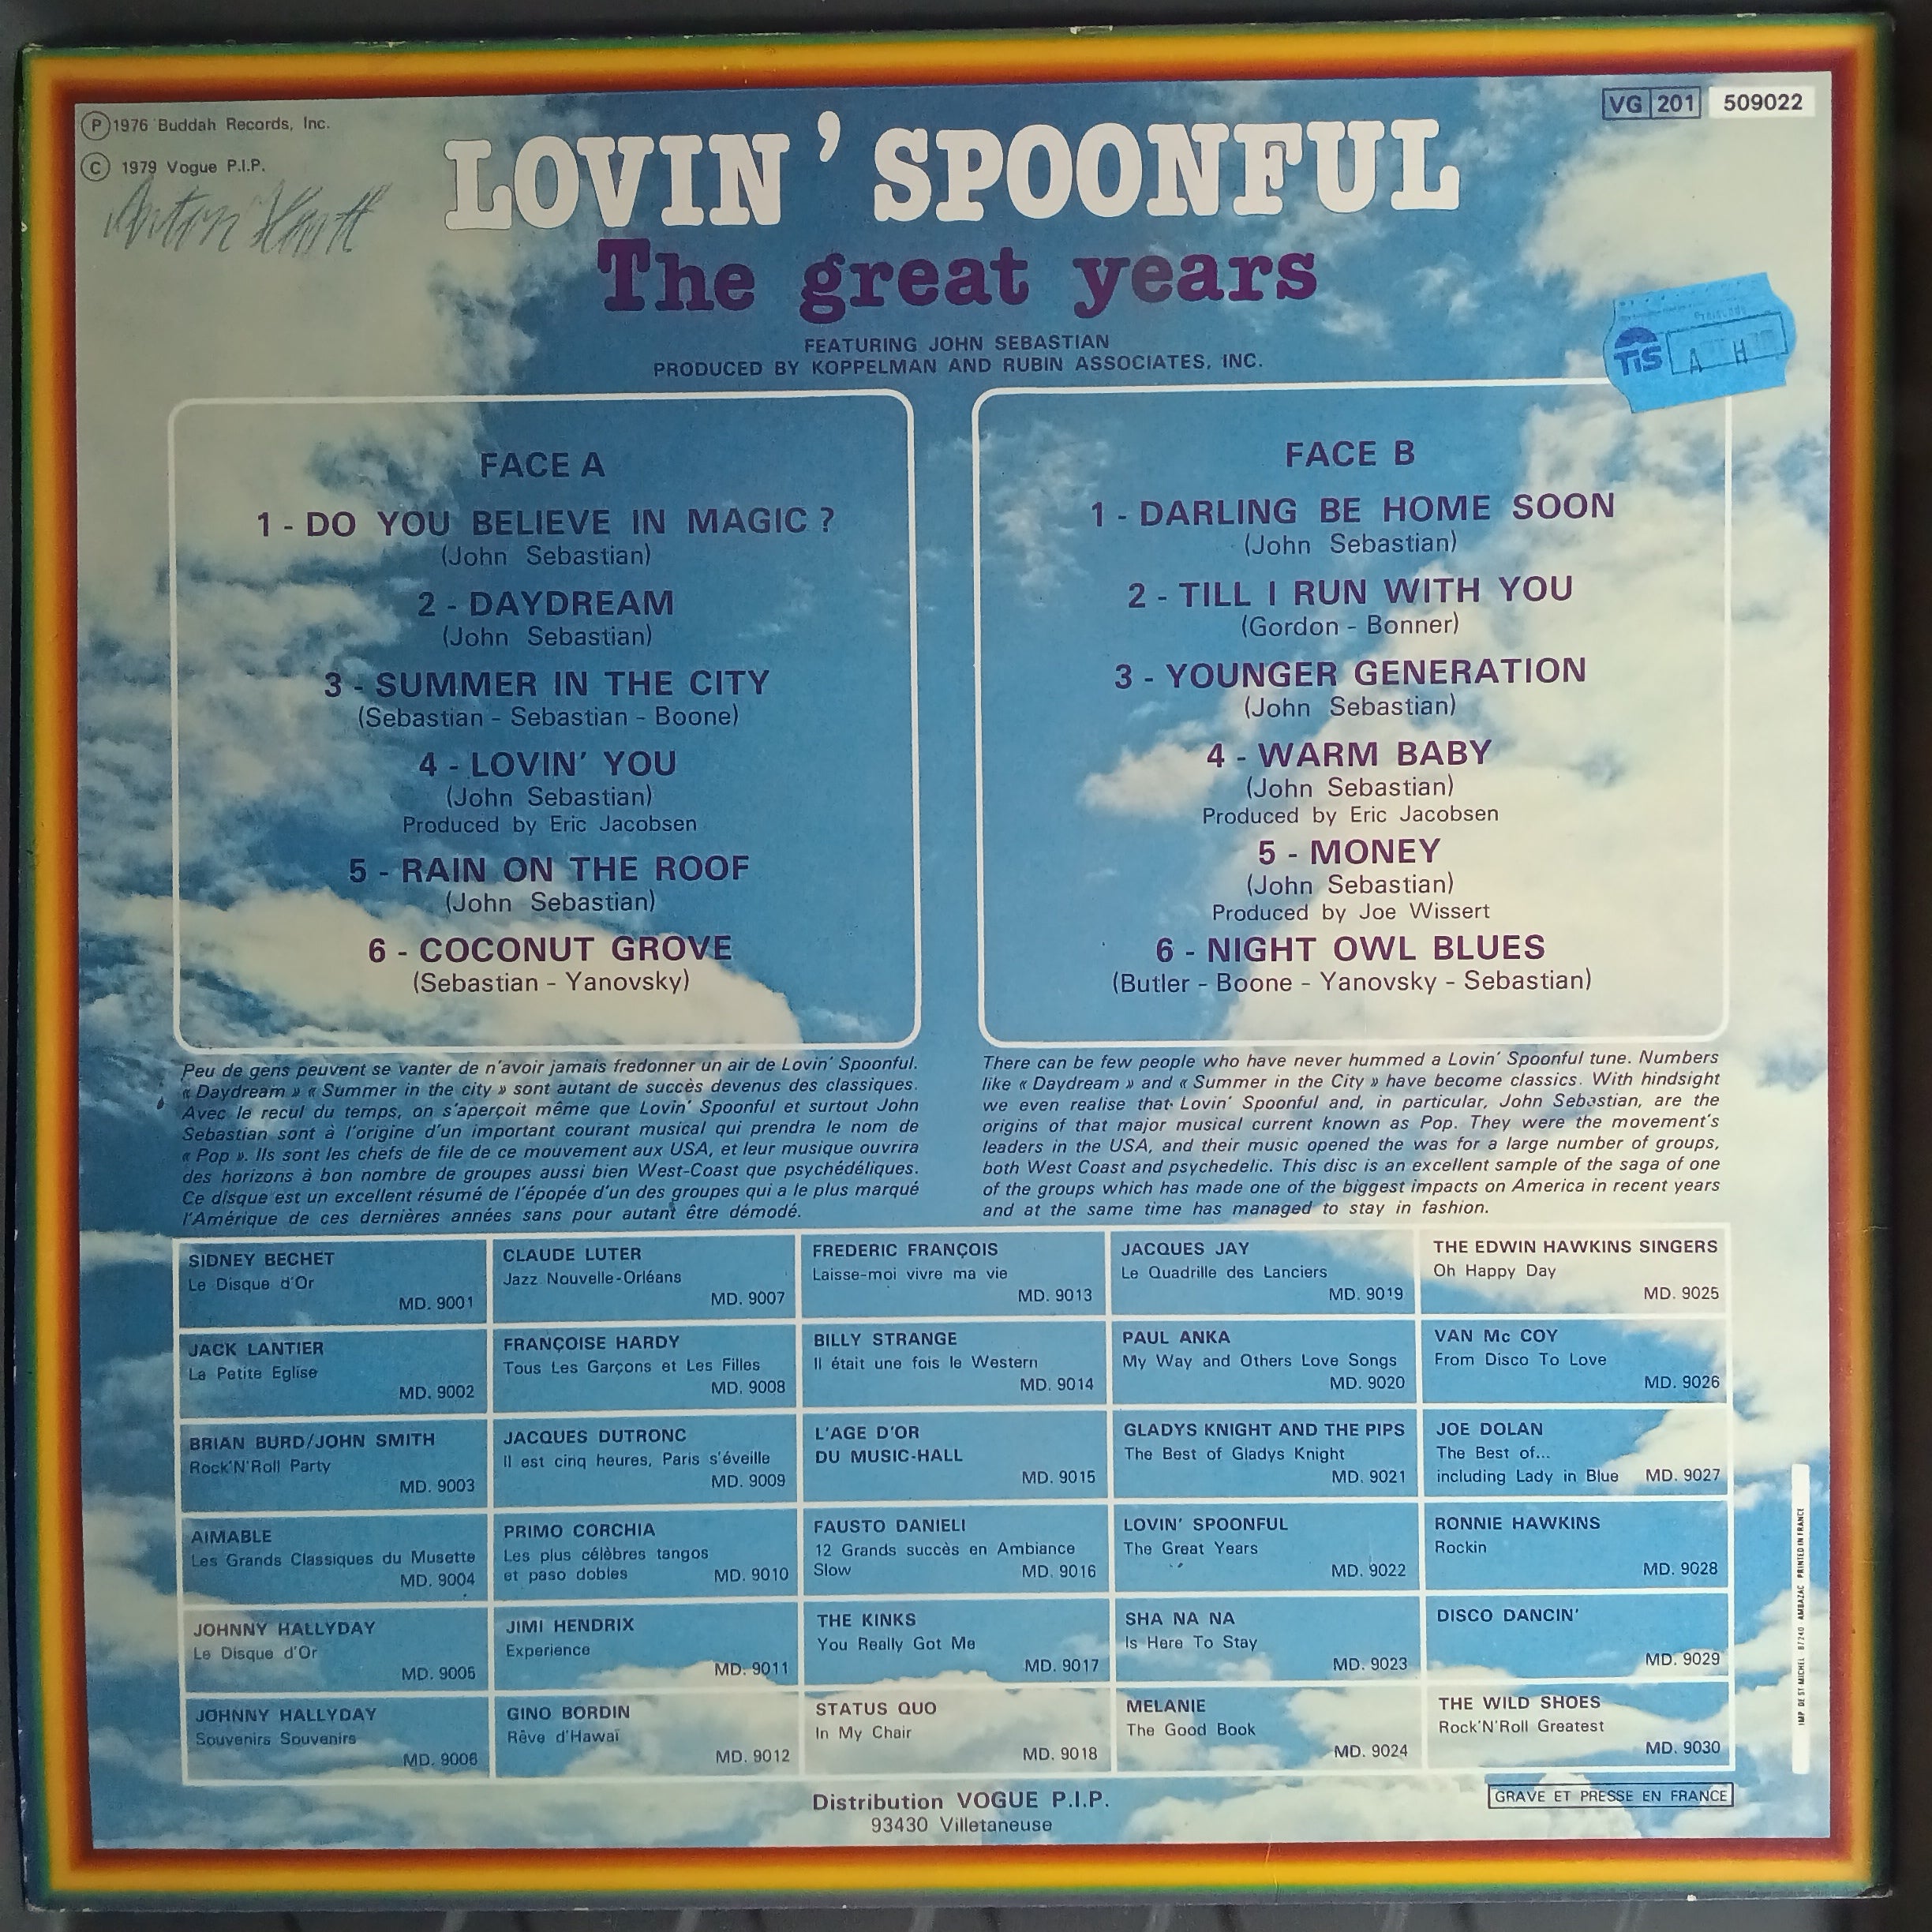 Ⓟ 1976 Buddah Records, Inc.
© 1979 Vogue P.I.P.
Anton
VG 201 509022
LOVIN' SPOONFUL
The great years
FEATURING JOHN SEBASTIAN
PRODUCED BY KOPPELMAN AND RUBIN ASSOCIATES, INC.
TiS
A H
FACE A
1 - DO YOU BELIEVE IN MAGIC ?
(John Sebastian)
2 - DAYDREAM
(John Sebastian)
3 - SUMMER IN THE CITY
(Sebastian - Sebastian - Boone)
4 - LOVIN' YOU
(John Sebastian)
Produced by Eric Jacobsen
5 - RAIN ON THE ROOF
(John Sebastian)
6 - COCONUT GROVE
(Sebastian - Yanovsky)
FACE B
1 - DARLING BE HOME SOON
(John Sebastian)
2 - TILL I RUN WITH YOU
(Gordon - Bonner)
3 - YOUNGER GENERATION
(John Sebastian)
4 - WARM BABY
(John Sebastian)
Produced by Eric Jacobsen
5 - MONEY
(John Sebastian)
Produced by Joe Wissert
6 - NIGHT OWL BLUES
(Butler - Boone - Yanovsky - Sebastian)
Peu de gens peuvent se vanter de n'avoir jamais fredonner un air de Lovin' Spoonful.
« Daydream » « Summer in the city » sont autant de succès devenus des classiques.
Avec le recul du temps, on s'aperçoit même que Lovin' Spoonful et surtout John
Sebastian sont à l'origine d'un important courant musical qui prendra le nom de
« Pop ». Ils sont les chefs de file de ce mouvement aux USA, et leur musique ouvrira
des horizons à bon nombre de groupes aussi bien West-Coast que psychédéliques.
Ce disque est un excellent résumé de l'épopée d'un des groupes qui a le plus marqué
l'Amérique de ces dernières années sans pour autant être démodé.
There can be few people who have never hummed a Lovin' Spoonful tune. Numbers
like « Daydream » and « Summer in the City » have become classics. With hindsight
we even realise that Lovin' Spoonful and, in particular, John Sebastian, are the
origins of that major musical current known as Pop. They were the movement's
leaders in the USA, and their music opened the was for a large number of groups,
both West Coast and psychedelic. This disc is an excellent sample of the saga of one
of the groups which has made one of the biggest impacts on America in recent years
and at the same time has managed to stay in fashion.
SIDNEY BECHET
Le Disque d'Or
MD. 9001
CLAUDE LUTER
Jazz Nouvelle-Orléans
MD. 9007
FREDERIC FRANÇOIS
Laisse-moi vivre ma vie
MD. 9013
JACQUES JAY
Le Quadrille des Lanciers
MD. 9019
THE EDWIN HAWKINS SINGERS
Oh Happy Day
MD. 9025
JACK LANTIER
La Petite Eglise
MD. 9002
FRANÇOISE HARDY
Tous Les Garçons et Les Filles
MD. 9008
BILLY STRANGE
Il était une fois le Western
MD. 9014
PAUL ANKA
My Way and Others Love Songs
MD. 9020
VAN Mc COY
From Disco To Love
MD. 9026
BRIAN BURD/JOHN SMITH
Rock'N'Roll Party
MD. 9003
JACQUES DUTRONC
Il est cinq heures, Paris s'éveille
MD. 9009
L'AGE D'OR
DU MUSIC-HALL
MD. 9015
GLADYS KNIGHT AND THE PIPS
The Best of Gladys Knight
MD. 9021
JOE DOLAN
The Best of...
including Lady in Blue MD. 9027
AIMABLE
Les Grands Classiques du Musette
MD. 9004
PRIMO CORCHIA
Les plus célèbres tangos
et paso dobles MD. 9010
FAUSTO DANIELI
12 Grands succès en Ambiance
Slow MD. 9016
LOVIN' SPOONFUL
The Great Years
MD. 9022
RONNIE HAWKINS
Rockin
MD. 9028
JOHNNY HALLYDAY
Le Disque d'Or
MD. 9005
JIMI HENDRIX
Experience
MD. 9011
THE KINKS
You Really Got Me
MD. 9017
SHA NA NA
Is Here To Stay
MD. 9023
DISCO DANCIN'
MD. 9029
JOHNNY HALLYDAY
Souvenirs Souvenirs
MD. 9006
GINO BORDIN
Rêve d'Hawaï
MD. 9012
STATUS QUO
In My Chair
MD. 9018
MELANIE
The Good Book
MD. 9024
THE WILD SHOES
Rock'N'Roll Greatest
MD. 9030
IMP. DE ST-MICHEL - 87240 - AMBAZAC - PRINTED IN FRANCE
Distribution VOGUE P.I.P.
93430 Villetaneuse
GRAVE ET PRESSE EN FRANCE